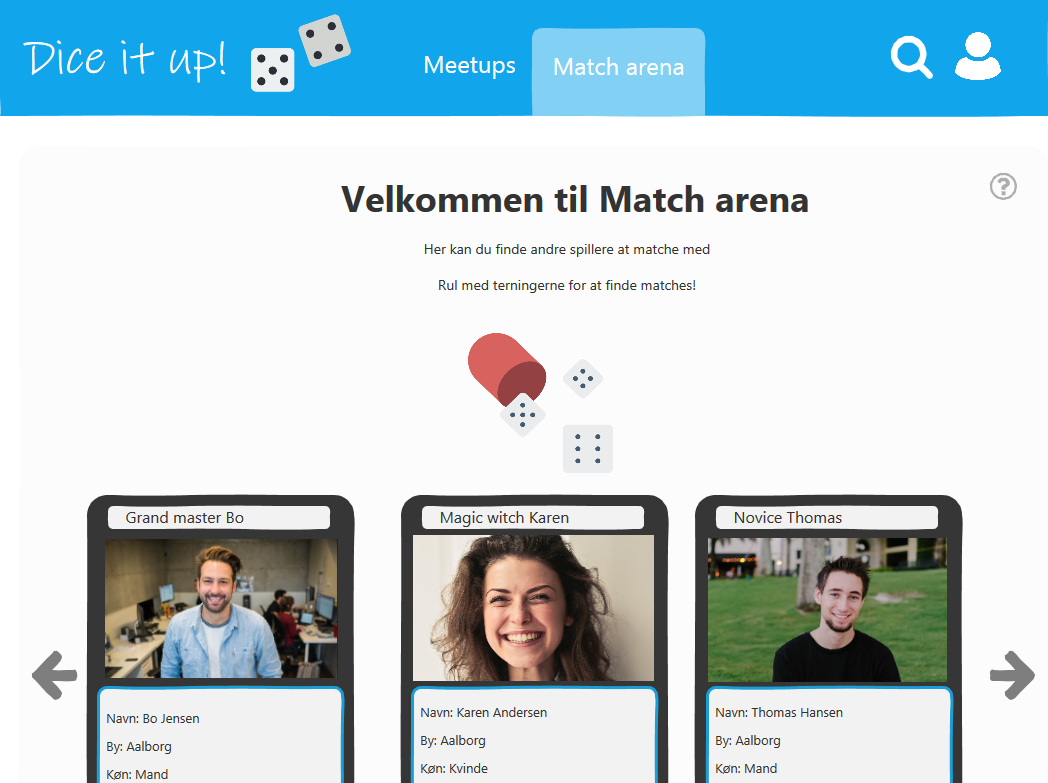 Dice it up!
Meetups
Match arena
Velkommen til Match arena
Her kan du finde andre spillere at matche med
Rul med terningerne for at finde matches!
Grand master Bo
Magic witch Karen
Novice Thomas
Navn: Bo Jensen
By: Aalborg
Køn: Mand
Navn: Karen Andersen
By: Aalborg
Køn: Kvinde
Navn: Thomas Hansen
By: Aalborg
Køn: Mand